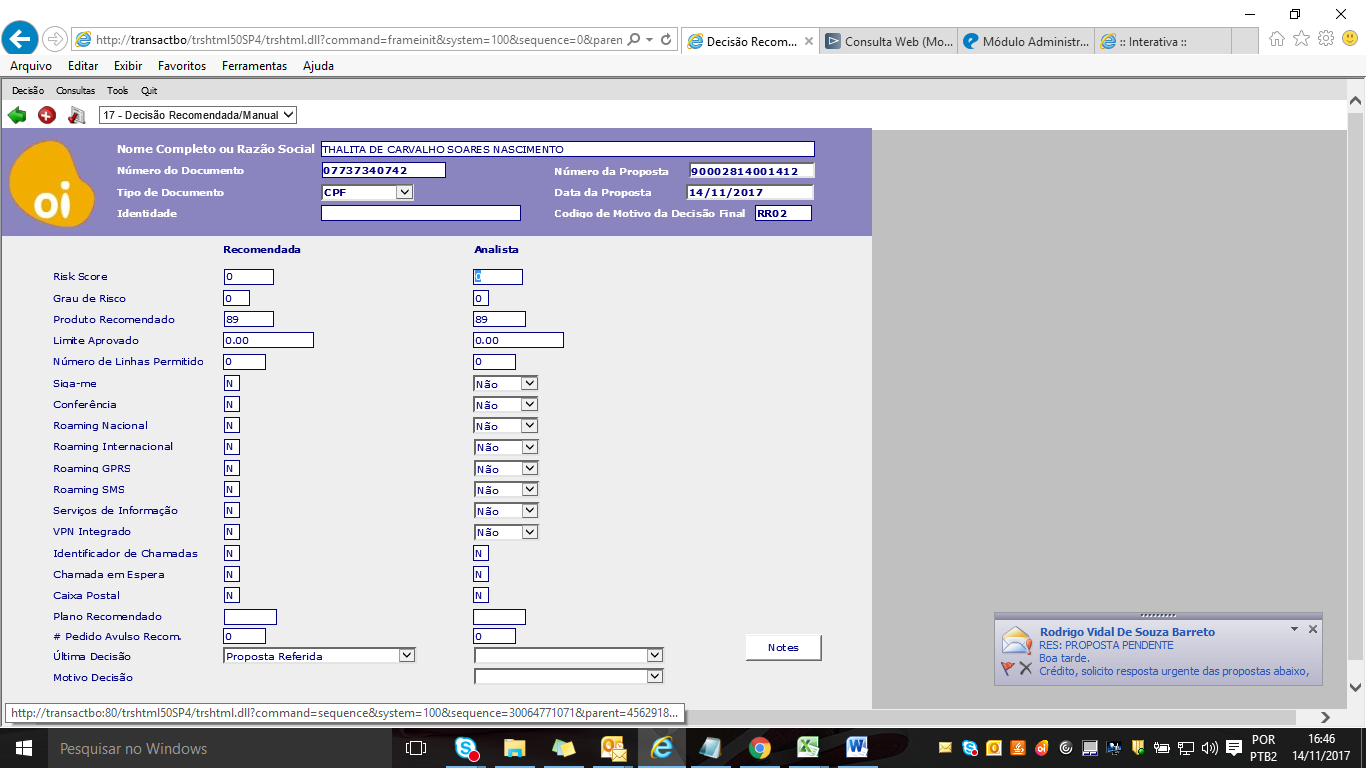 http://transactbo/trshtml50SP4/trshtml.dll?command=frameinit&system=100&sequence=0&paren
Decisão Recom...
Consulta Web (Mo...
Módulo Administr...
:: Interativa ::
Arquivo Editar Exibir Favoritos Ferramentas Ajuda
Decisão Consultas Tools Quit
17 - Decisão Recomendada/Manual
oi
Nome Completo ou Razão Social THALITA DE CARVALHO SOARES NASCIMENTO
Número do Documento 07737340742 Número da Proposta 90002814001412
Tipo de Documento CPF Data da Proposta 14/11/2017
Identidade Codigo de Motivo da Decisão Final RR02
Recomendada Analista
Risk Score 0 0
Grau de Risco 0 0
Produto Recomendado 89 89
Limite Aprovado 0.00 0.00
Número de Linhas Permitido 0 0
Siga-me N Não
Conferência N Não
Roaming Nacional N Não
Roaming Internacional N Não
Roaming GPRS N Não
Roaming SMS N Não
Serviços de Informação N Não
VPN Integrado N Não
Identificador de Chamadas N N
Chamada em Espera N N
Caixa Postal N N
Plano Recomendado
# Pedido Avulso Recom. 0 0
Última Decisão Proposta Referida
Motivo Decisão
Notes
Rodrigo Vidal De Souza Barreto
RES: PROPOSTA PENDENTE
Boa tarde.
Crédito, solicito resposta urgente das propostas abaixo,
http://transactbo:80/trshtml50SP4/trshtml.dll?command=sequence&system=100&sequence=30064771071&parent=4562918...
Pesquisar no Windows
POR
PTB2
16:46
14/11/2017